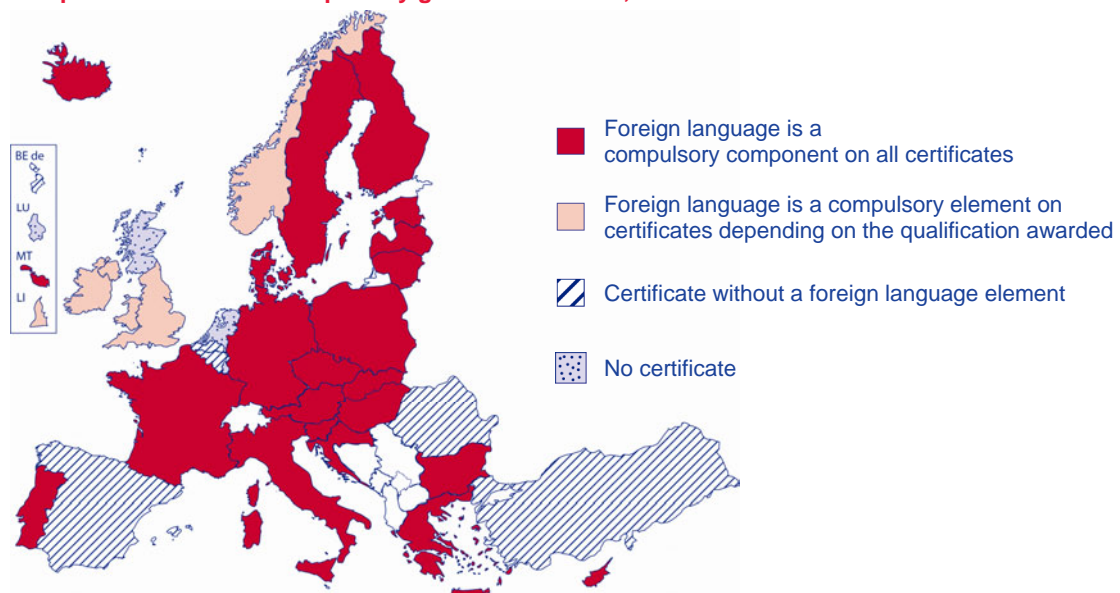 BE de
LU
MT
LI
Foreign language is a
compulsory component on all certificates
Foreign language is a compulsory element on
certificates depending on the qualification awarded
Certificate without a foreign language element
No certificate